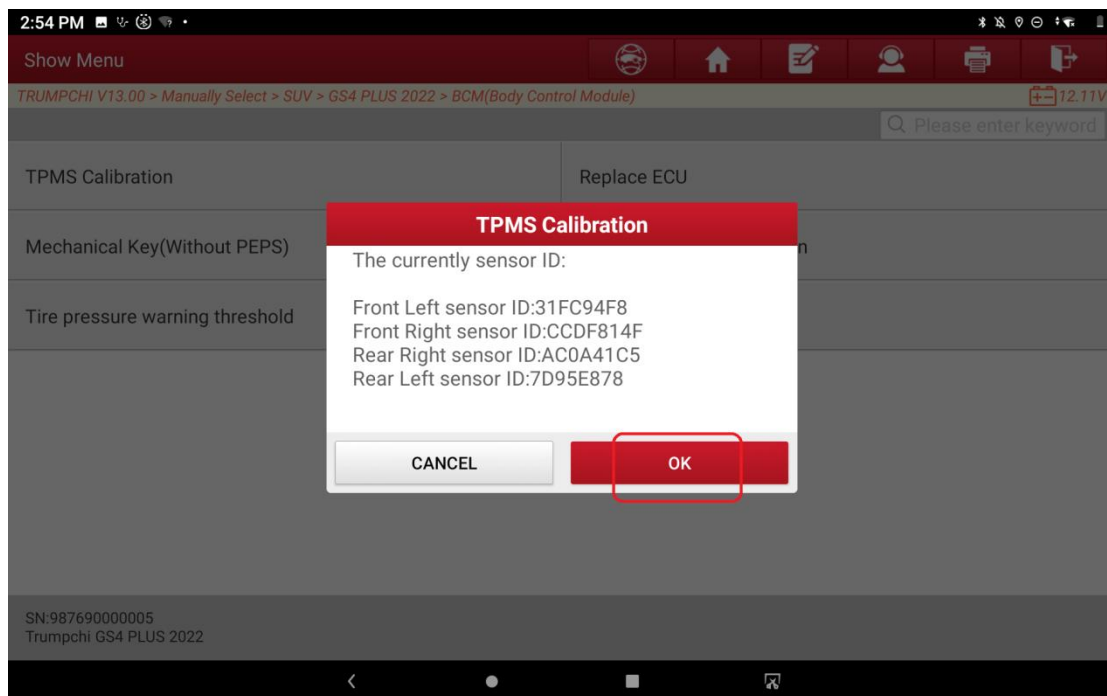 2:54 PM
Show Menu
TRUMPCHI V13.00 > Manually Select > SUV > GS4 PLUS 2022 > BCM(Body Control Module)
12.11V
Please enter keyword
TPMS Calibration
Replace ECU
Mechanical Key(Without PEPS)
n
Tire pressure warning threshold
TPMS Calibration
The currently sensor ID:
Front Left sensor ID:31FC94F8
Front Right sensor ID:CCDF814F
Rear Right sensor ID:AC0A41C5
Rear Left sensor ID:7D95E878
CANCEL
OK
SN:987690000005
Trumpchi GS4 PLUS 2022